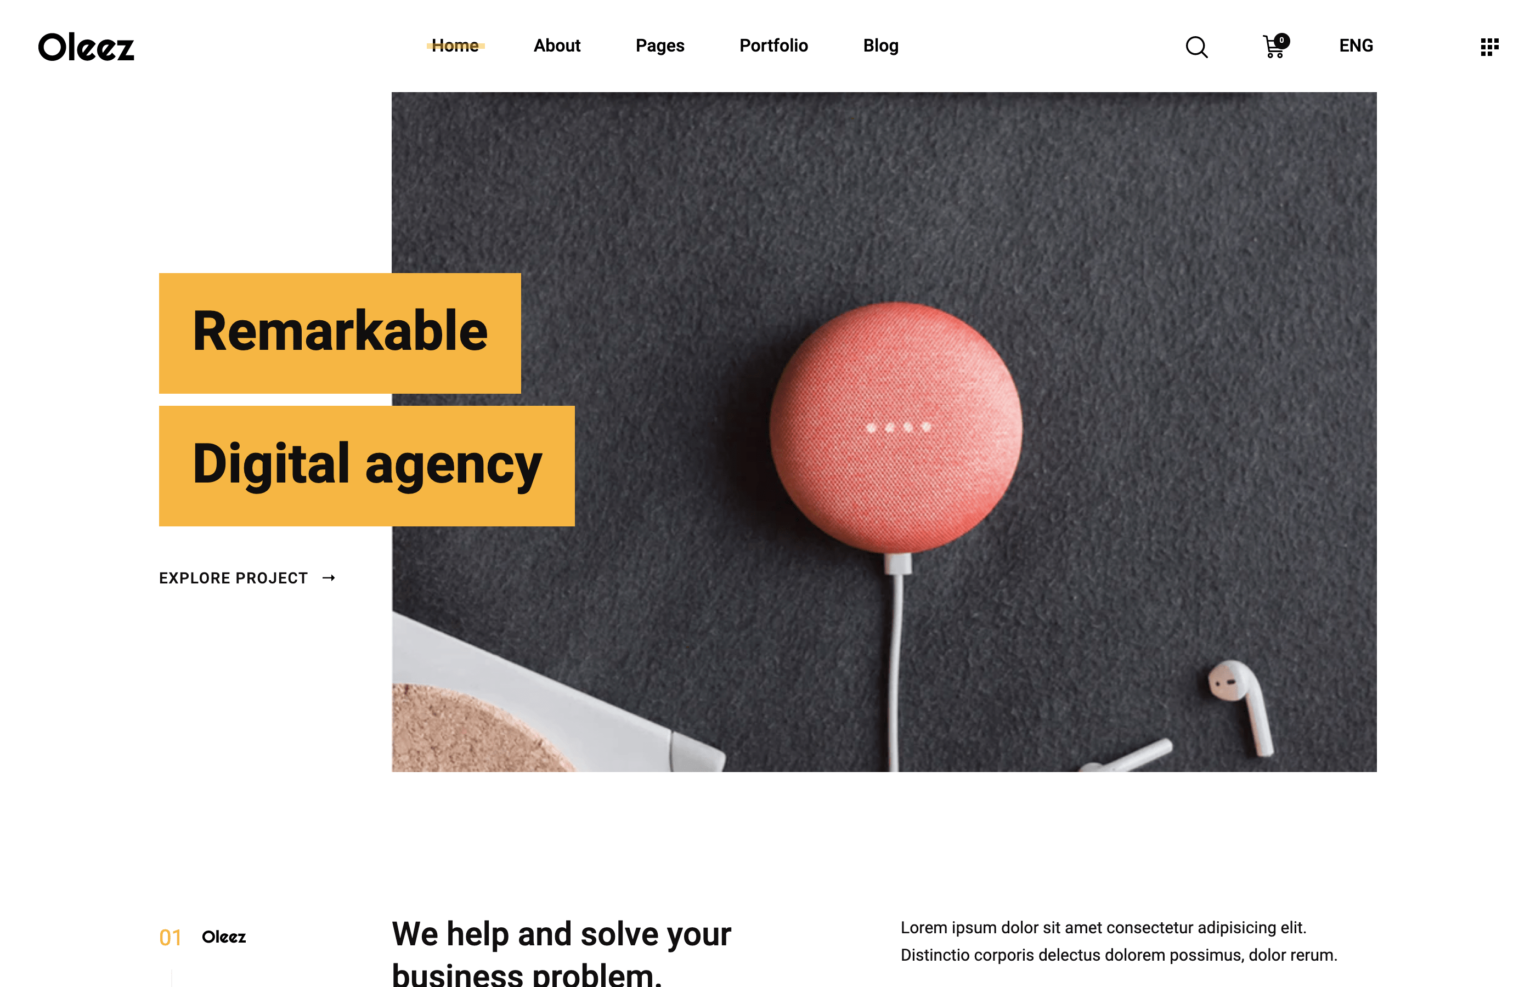 Oleez
Home
About
Pages
Portfolio
Blog
0
ENG
Remarkable
Digital agency
EXPLORE PROJECT →
01 Oleez
We help and solve your
business problem.
Lorem ipsum dolor sit amet consectetur adipisicing elit.
Distinctio corporis delectus dolorem possimus, dolor rerum.